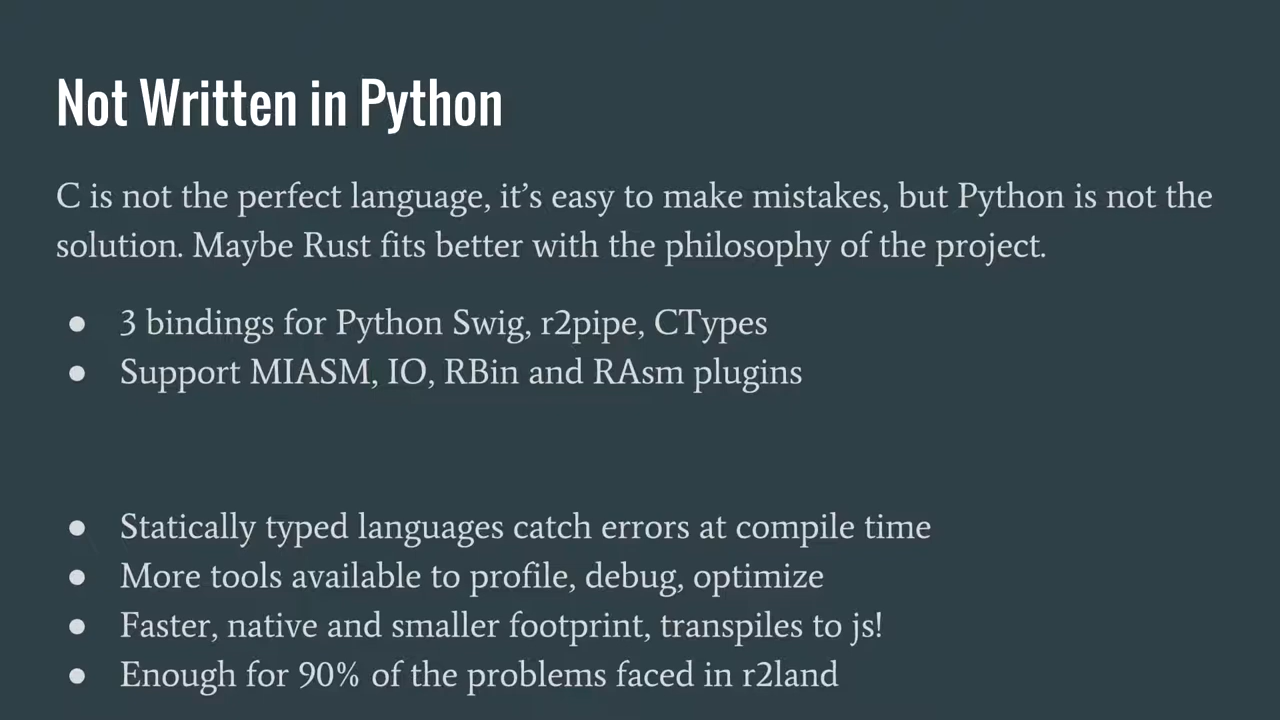 Not Written in Python
C is not the perfect language, it’s easy to make mistakes, but Python is not the
solution. Maybe Rust fits better with the philosophy of the project.
● 3 bindings for Python Swig, r2pipe, CTypes
● Support MIASM, IO, RBin and RAsm plugins
● Statically typed languages catch errors at compile time
● More tools available to profile, debug, optimize
● Faster, native and smaller footprint, transpiles to js!
● Enough for 90% of the problems faced in r2land